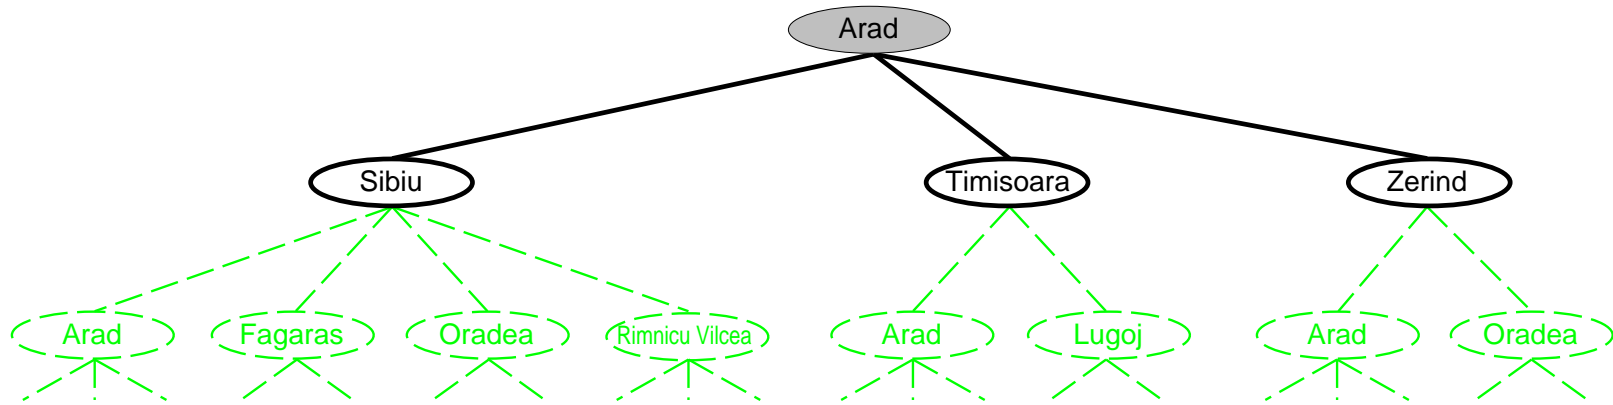 Arad
Sibiu
Timisoara
Zerind
Arad
Fagaras
Oradea
Rimnicu Vilcea
Arad
Lugoj
Arad
Oradea